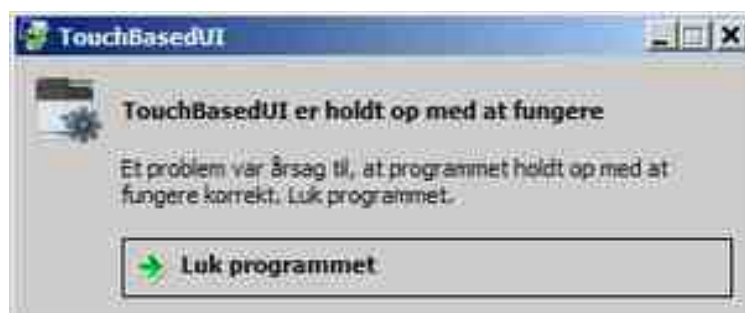 TouchBasedUI
TouchBasedUI er holdt op med at fungere
Et problem var årsag til, at programmet holdt op med at
fungere korrekt. Luk programmet.
Luk programmet